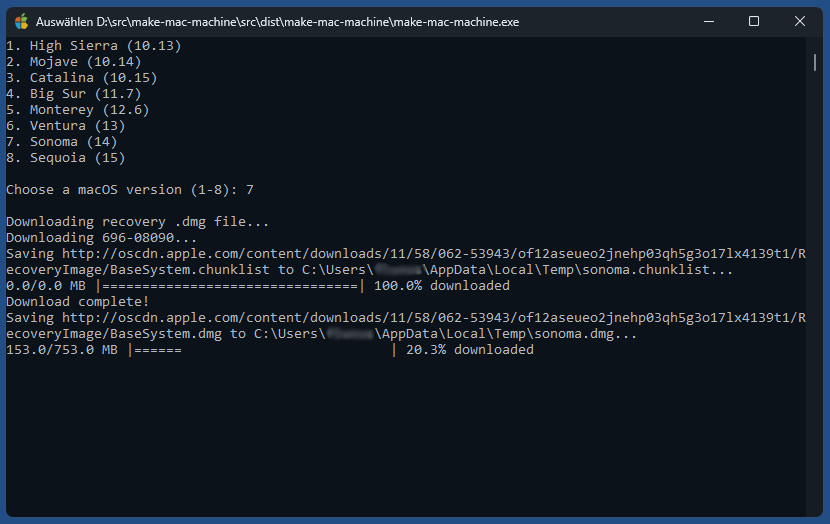 Auswählen D:\src\make-mac-machine\src\dist\make-mac-machine\make-mac-machine.exe
1. High Sierra (10.13)
2. Mojave (10.14)
3. Catalina (10.15)
4. Big Sur (11.7)
5. Monterey (12.6)
6. Ventura (13)
7. Sonoma (14)
8. Sequoia (15)
Choose a macOS version (1-8): 7
Downloading recovery .dmg file...
Downloading 696-08090...
Saving http://oscdn.apple.com/content/downloads/11/58/062-53943/of12aseueo2jnehp03qh5g3o17lx4139t1/R
ecoveryImage/BaseSystem.chunklist to C:\Users\ \AppData\Local\Temp\sonoma.chunklist...
0.0/0.0 MB |================================| 100.0% downloaded
Download complete!
Saving http://oscdn.apple.com/content/downloads/11/58/062-53943/of12aseueo2jnehp03qh5g3o17lx4139t1/R
ecoveryImage/BaseSystem.dmg to C:\Users\ \AppData\Local\Temp\sonoma.dmg...
153.0/753.0 MB |======                          | 20.3% downloaded